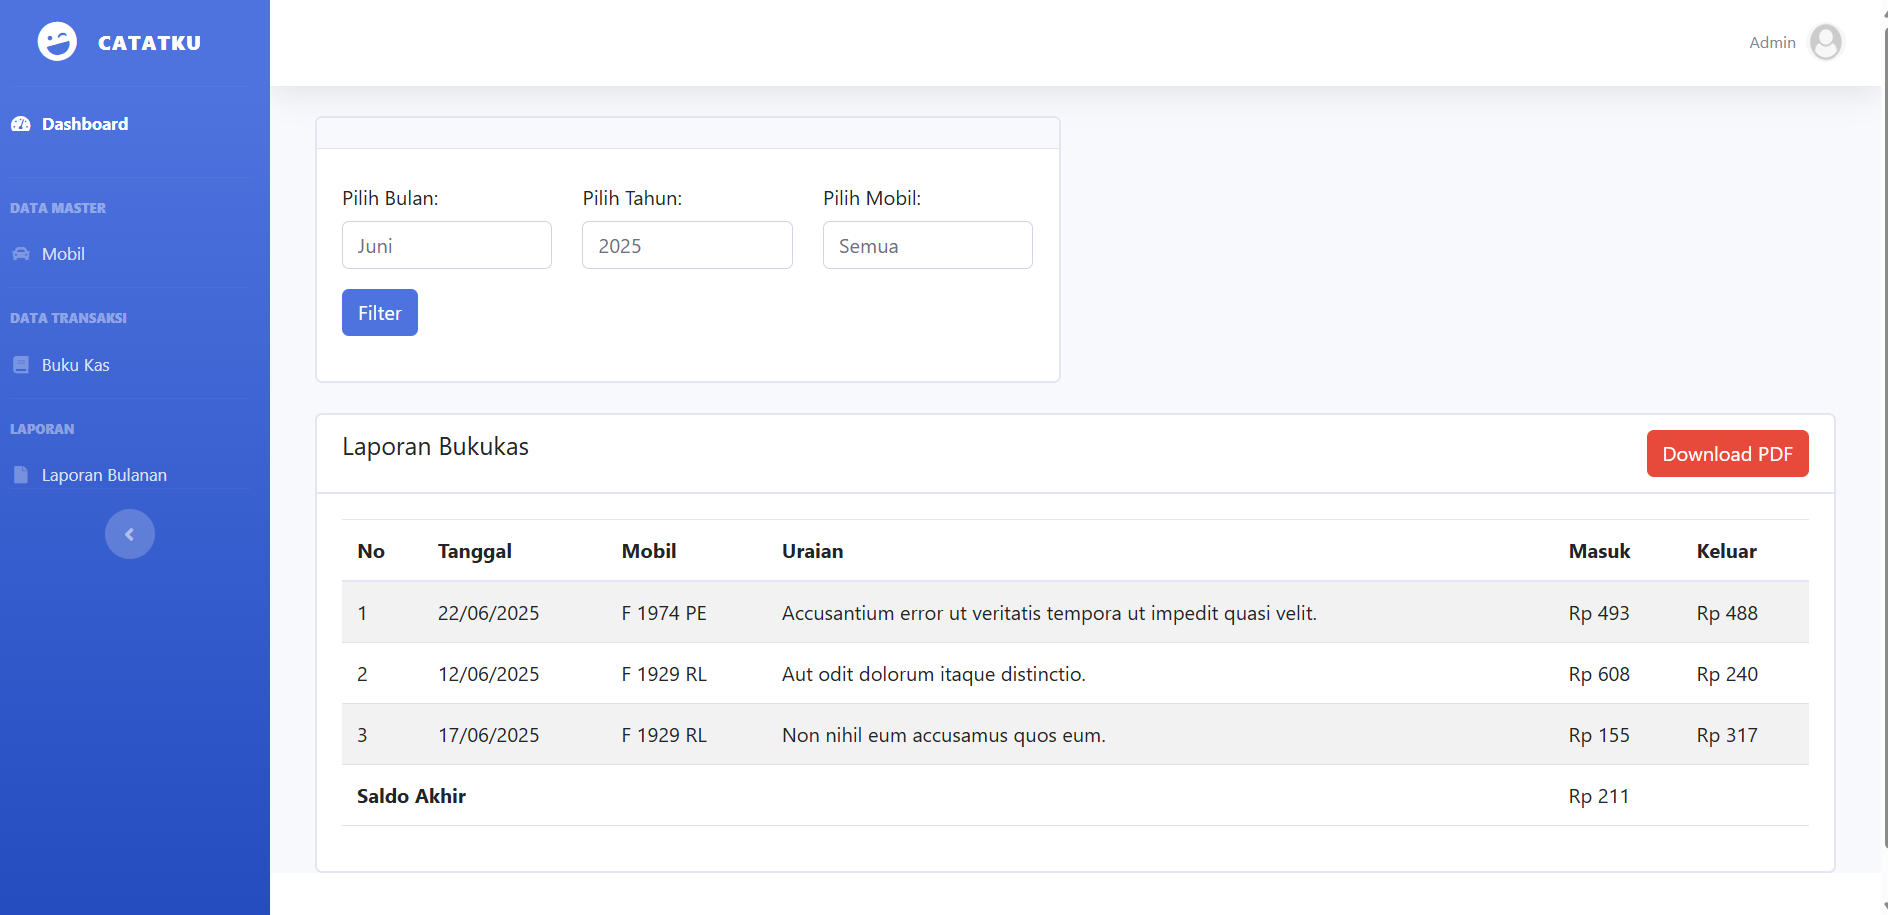 CATATKU
Admin
Dashboard
DATA MASTER
Mobil
DATA TRANSAKSI
Buku Kas
LAPORAN
Laporan Bulanan
Pilih Bulan: Pilih Tahun: Pilih Mobil:
Juni 2025 Semua
Filter
Laporan Bukukas
Download PDF
No Tanggal Mobil Uraian Masuk Keluar
1 22/06/2025 F 1974 PE Accusantium error ut veritatis tempora ut impedit quasi velit. Rp 493 Rp 488
2 12/06/2025 F 1929 RL Aut odit dolorum itaque distinctio. Rp 608 Rp 240
3 17/06/2025 F 1929 RL Non nihil eum accusamus quos eum. Rp 155 Rp 317
Saldo Akhir Rp 211